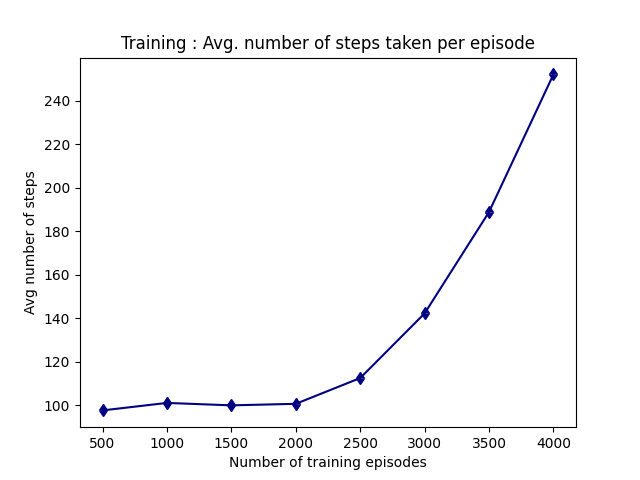 Training : Avg. number of steps taken per episode
Avg number of steps
240
220
200
180
160
140
120
100
500 1000 1500 2000 2500 3000 3500 4000
Number of training episodes